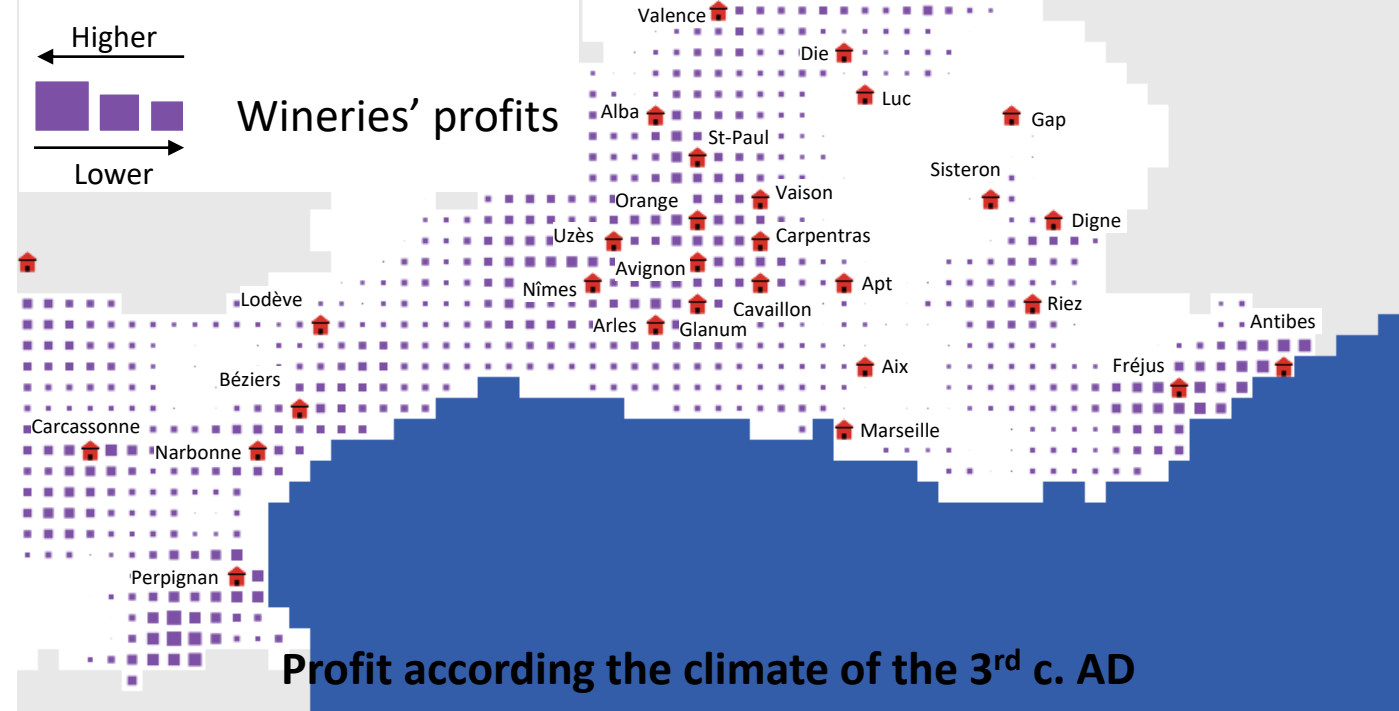 Higher
Lower
Wineries’ profits
Valence
Die
Luc
Alba
Gap
St-Paul
Sisteron
Vaison
Orange
Digne
Uzès
Carpentras
Avignon
Nîmes
Apt
Lodève
Cavaillon
Riez
Arles
Glanum
Antibes
Béziers
Aix
Fréjus
Carcassonne
Narbonne
Marseille
Perpignan
Profit according the climate of the 3rd c. AD